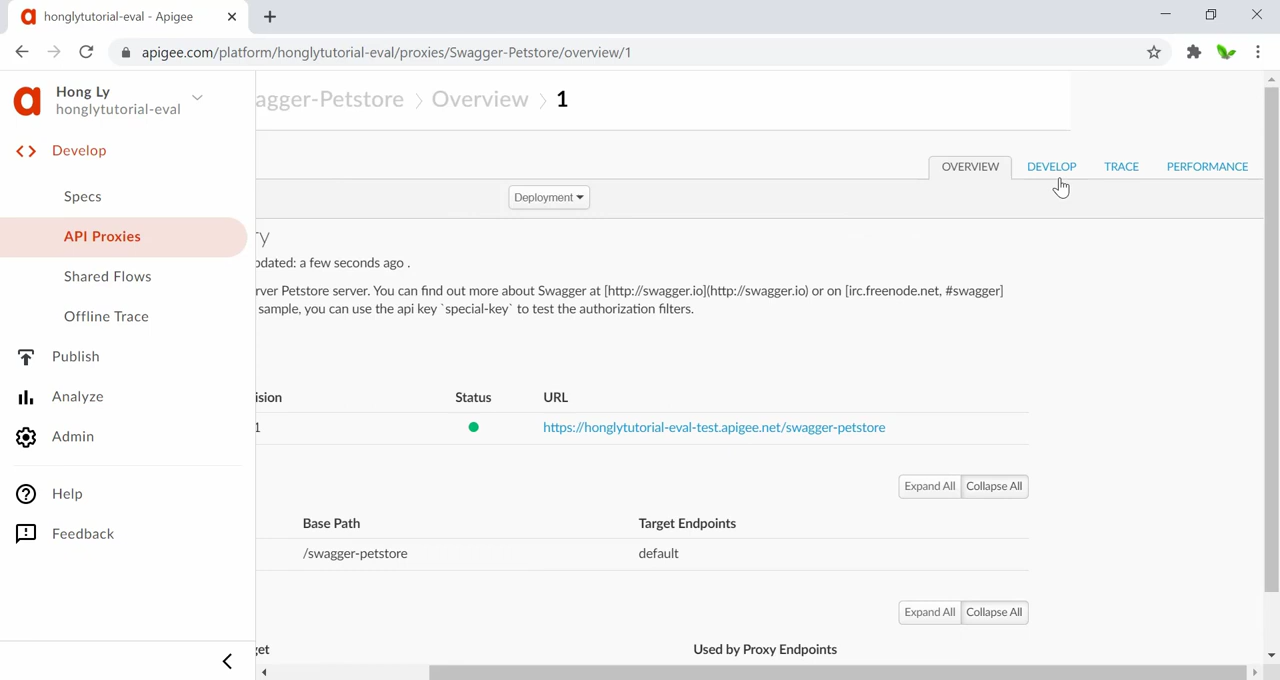 honglytutorial-eval - Apigee
apigee.com/platform/honglytutorial-eval/proxies/Swagger-Petstore/overview/1
Hong Ly
honglytutorial-eval
agger-Petstore 〉 Overview 〉 1
Develop
OVERVIEW DEVELOP TRACE PERFORMANCE
Specs
Deployment
API Proxies
ry
pdated: a few seconds ago .
Shared Flows
rver Petstore server. You can find out more about Swagger at [http://swagger.io](http://swagger.io) or on [irc.freenode.net, #swagger]
sample, you can use the api key `special-key` to test the authorization filters.
Offline Trace
Publish
Analyze
ision Status URL
1 https://honglytutorial-eval-test.apigee.net/swagger-petstore
Admin
Expand All Collapse All
Help
Base Path Target Endpoints
Feedback
/swagger-petstore default
Expand All Collapse All
get Used by Proxy Endpoints